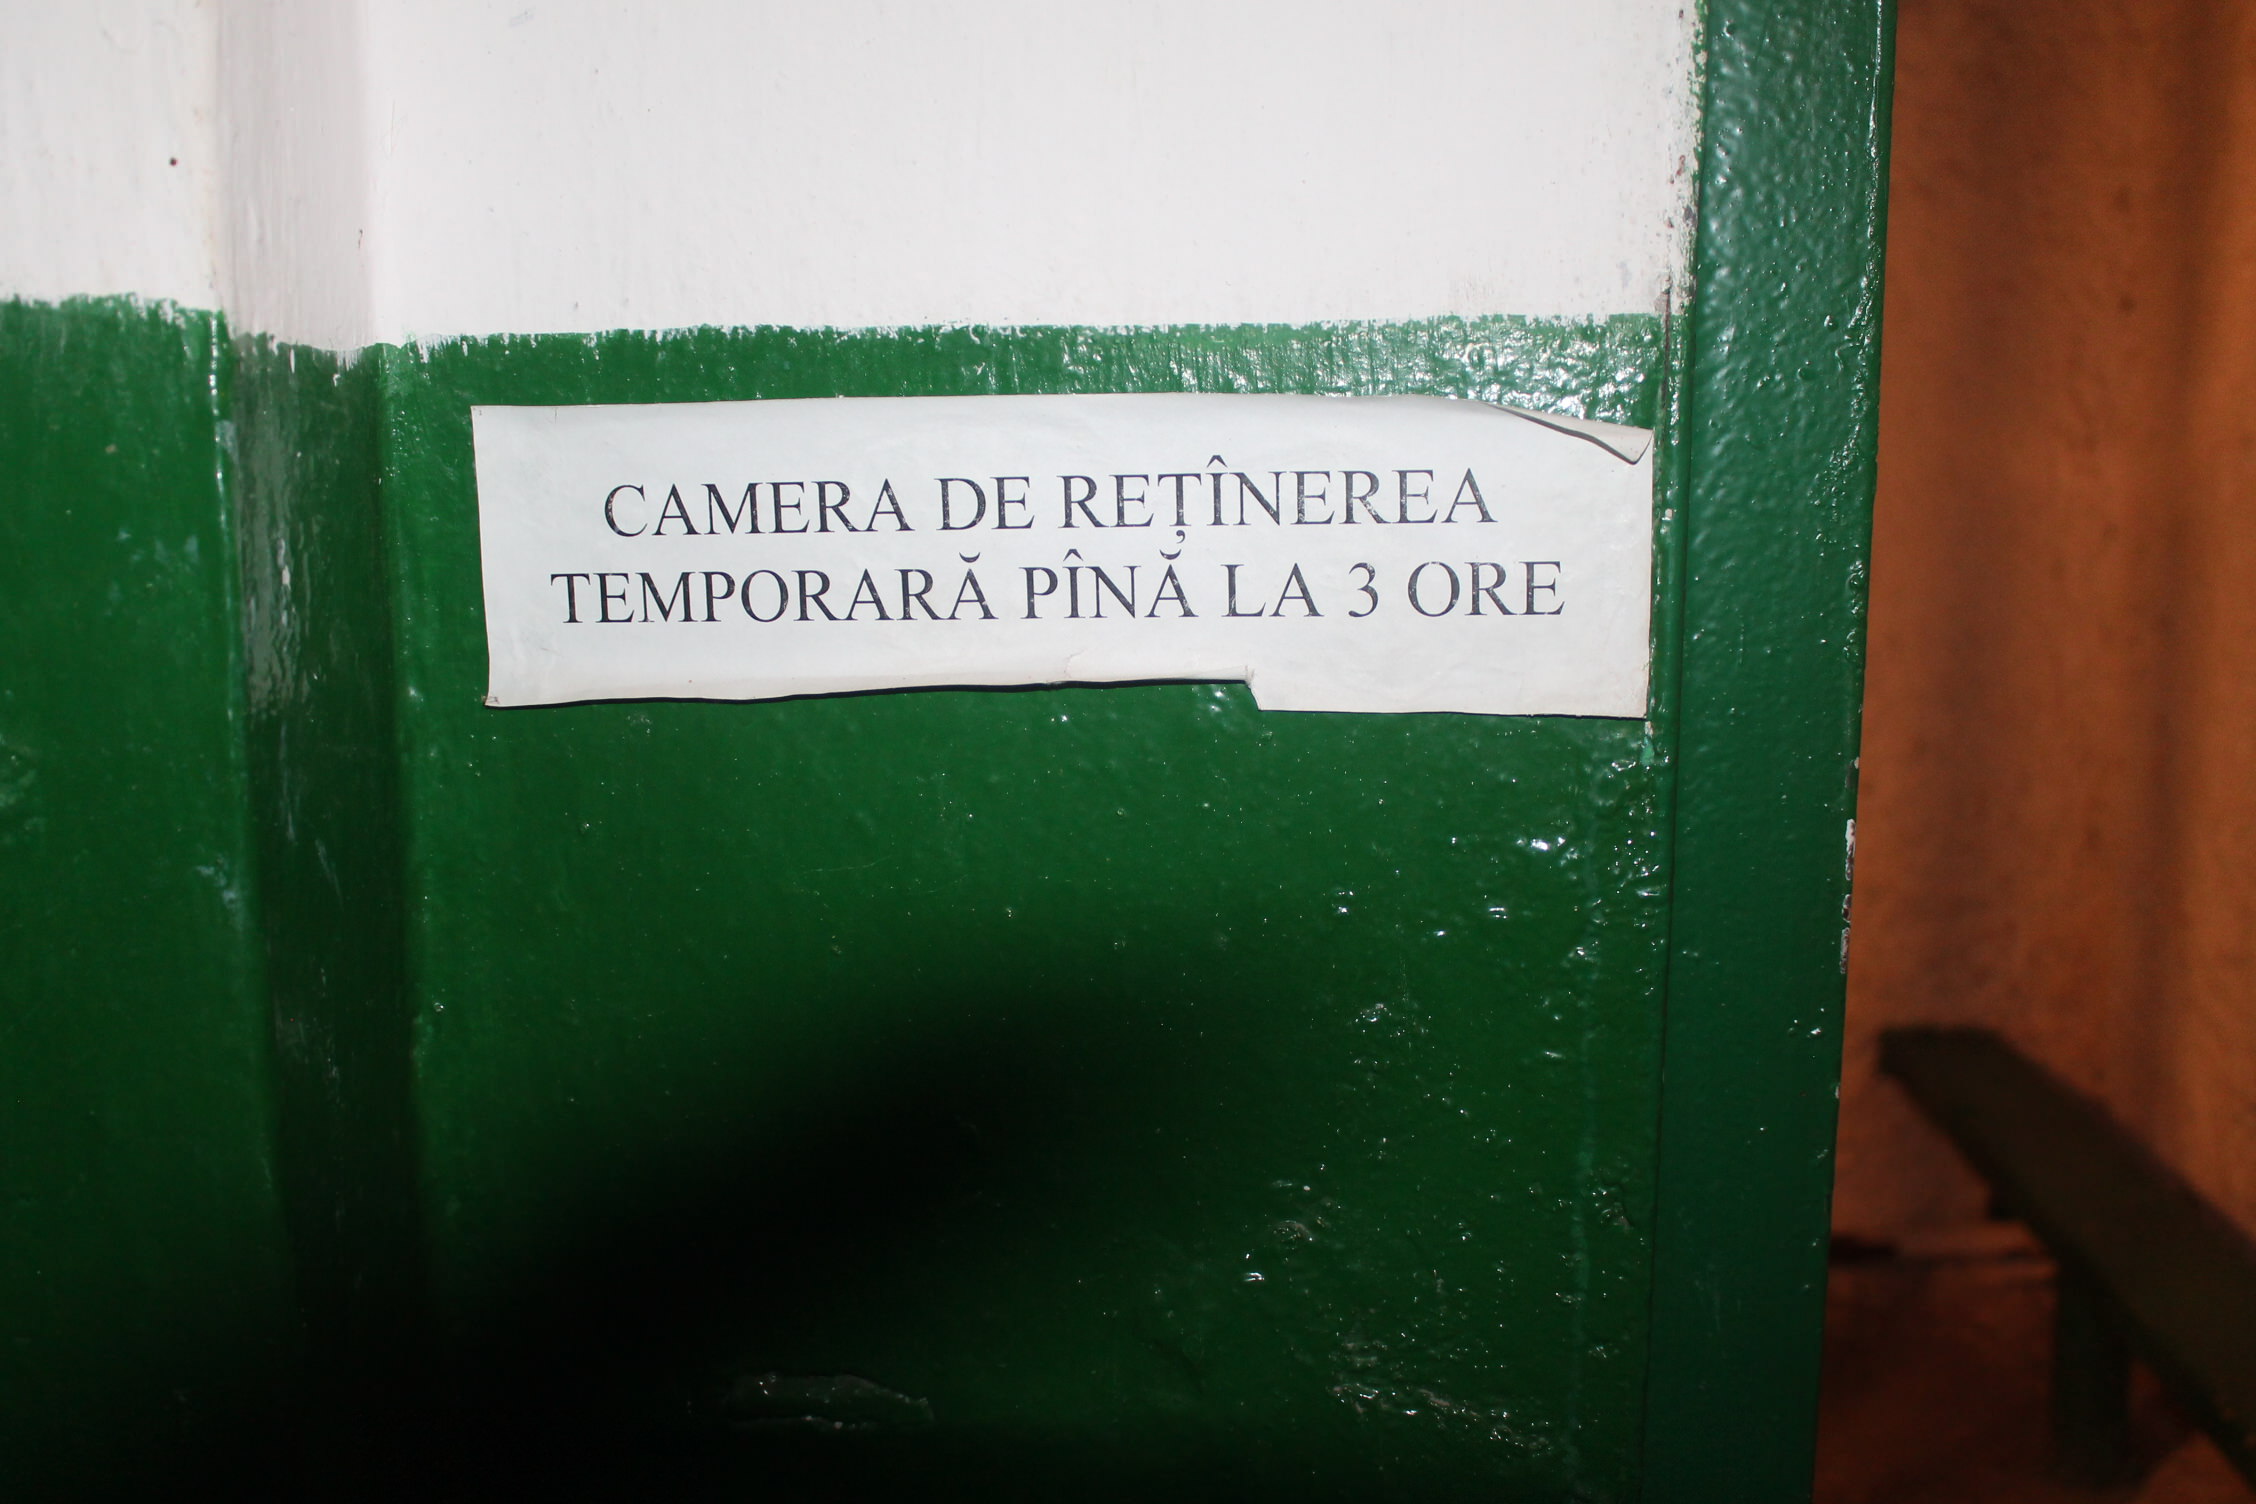 CAMERA DE REȚÎNEREA
TEMPORARĂ PÎNĂ LA 3 ORE